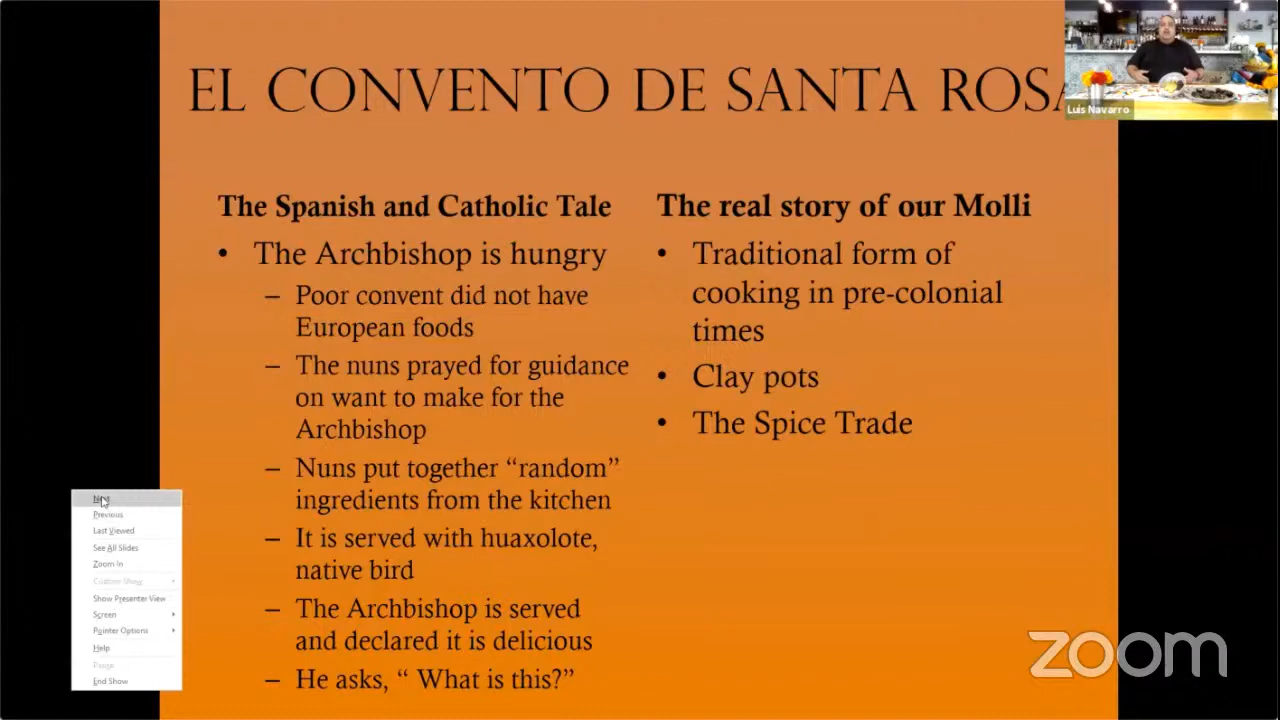 EL CONVENTO DE SANTA ROSA
Luis Navarro
The Spanish and Catholic Tale
• The Archbishop is hungry
– Poor convent did not have
European foods
– The nuns prayed for guidance
on want to make for the
Archbishop
– Nuns put together “random”
ingredients from the kitchen
– It is served with huaxolote,
native bird
– The Archbishop is served
and declared it is delicious
– He asks, “ What is this?”
The real story of our Molli
• Traditional form of
cooking in pre-colonial
times
• Clay pots
• The Spice Trade
Next
Previous
Last Viewed
See All Slides
Zoom In
Custom Show
Show Presenter View
Screen
Pointer Options
Help
Pause
End Show
zoom